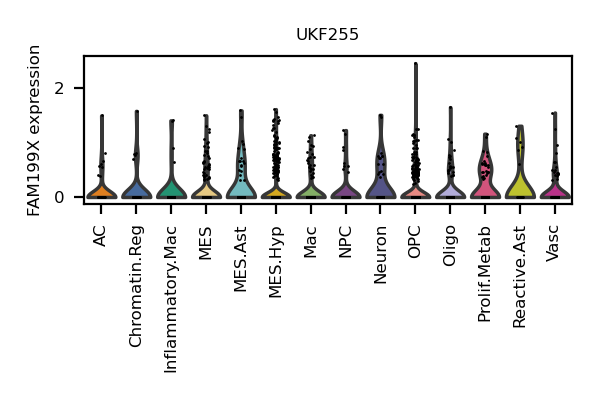 UKF255
FAM199X expression
2
0
AC
Chromatin.Reg
Inflammatory.Mac
MES
MES.Ast
MES.Hyp
Mac
NPC
Neuron
OPC
Oligo
Prolif.Metab
Reactive.Ast
Vasc